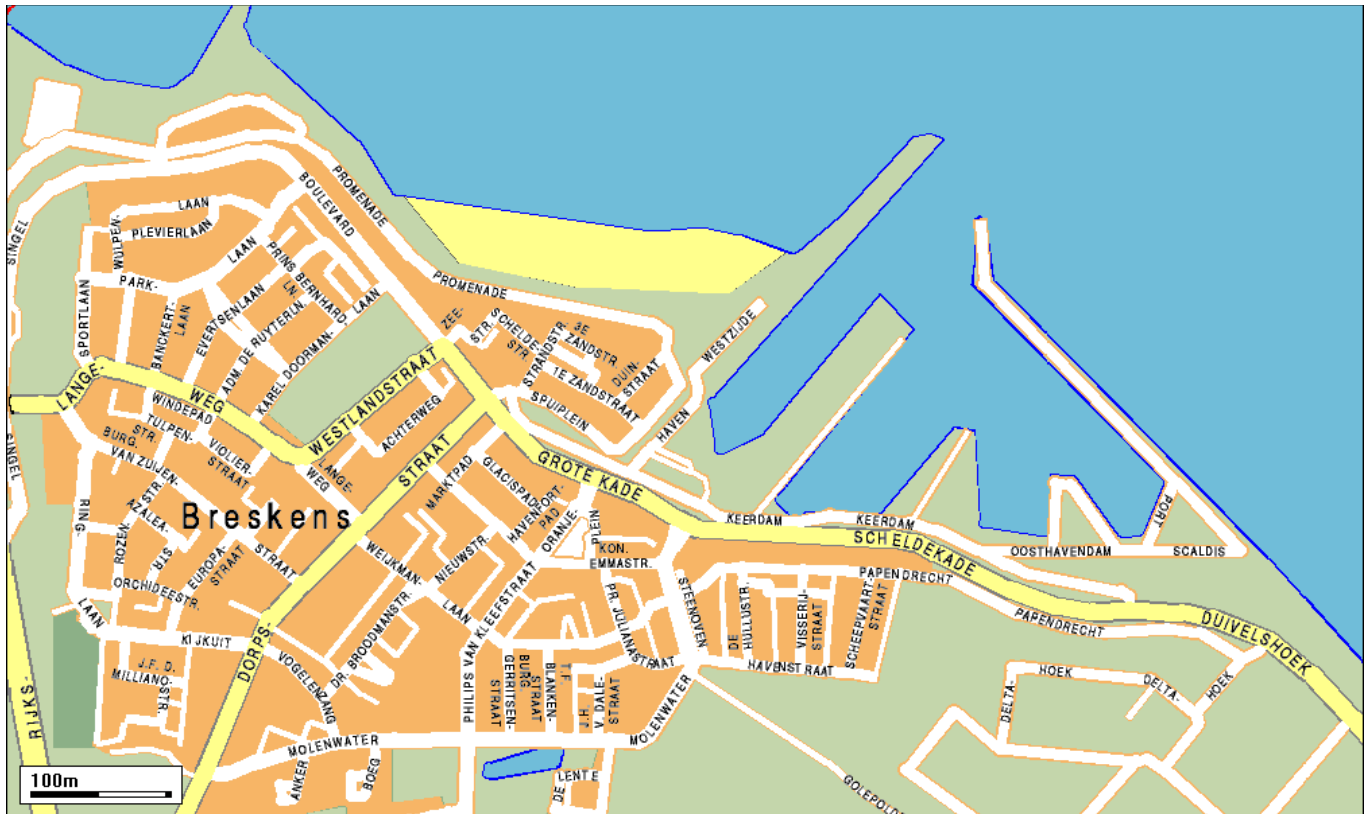 SINGEL
PROMENADE
BOULEVARD
LAAN
PLEVIERLAAN
WULPEN-
LAAN
PARK-
PRINS BERNHARD-
LN.
LAAN
PROMENADE
SPORTLAAN
BANCKERT-
LAAN
EVERTSENLAAN
ADM. DE RUYTERLN.
KAREL DOORMAN-
ZEE-
STR.
SCHELDE-
STR.
STRANDSTR.
3E
ZANDSTR.
DUIN-
STRAAT
1E ZANDSTRAAT
SPUIPLEIN
WESTZIJDE
HAVEN
LANGE-
WEG
WESTLANDSTRAAT
ACHTERWEG
WINDEPAD
TULPEN-
STR.
VIOLIER-
STRAAT
BURG.
VAN ZUIJEN-
LANGE-
WEG
STRAAT
MARKTPAD
GLACISPAD
HAVENFORT-
PAD
ORANJE-
PLEIN
GROTE KADE
KEERDAM
KEERDAM
SCHELDEKADE
OOSTHAVENDAM
PORT
SCALDIS
SINGEL
RING-
AZALEA-
STR.
ROZEN-
IRIS
EUROPA-
STRAAT
STRAAT
Breskens
WEIJKMAN-
LAAN
NIEUWSTR.
KON.
EMMASTR.
ORCHIDEESTR.
LAAN
KIJKUIT
DR. BROODMANSTR.
PHILIPS VAN KLEEFSTRAAT
PR. JULIANASTRAAT
STEENOVEN
DE
HULLUSTR.
VISSERIJ-
STRAAT
SCHEEPVAART-
STRAAT
PAPENDRECHT
PAPENDRECHT
DUIVELSHOEK
HAVENSTRAAT
J.F. D.
MILLIANO-
STR.
DORPS-
VOGELENZANG
BURG.
GERRITSEN-
STRAAT
T.F.
BLANKEN-
STRAAT
J.H.
V. DALE-
STRAAT
MOLENWATER
MOLENWATER
HOEK
DELTA-
DELTA-
HOEK
RIJKS-
ANKER
BOEG
DE
LENTE
GOLEPOLD
100m